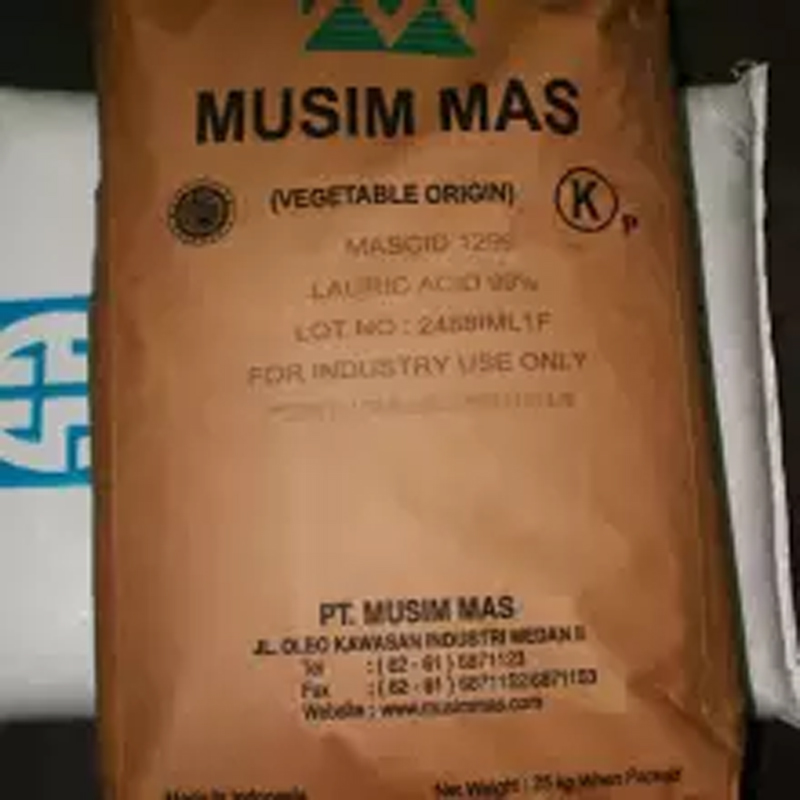 MUSIM MAS
(VEGETABLE ORIGIN)
K
P
MASCID 1299
LAURIC ACID 99%
LOT NO : 2488IML1F
FOR INDUSTRY USE ONLY
PT. MUSIM MAS
JL. OLEO KAWASAN INDUSTRI MEDAN II
Tel : ( 62 - 61 ) 6871123
Fax : ( 62 - 61 ) 6871152/6871153
Website : www.musimmas.com
Made In Indonesia
Net Weight : 25 kg When Packed